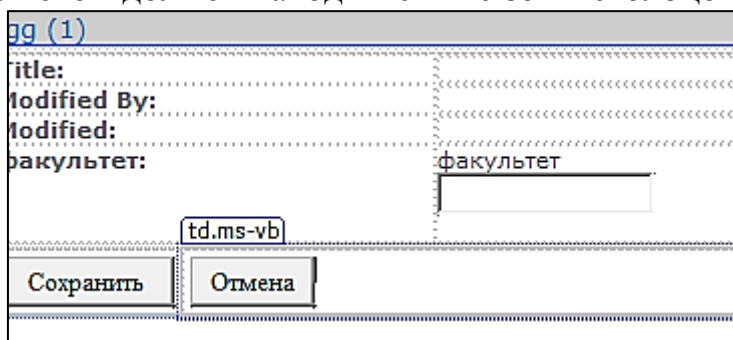 gg (1)
Title:
Modified By:
Modified:
факультет:
факультет
td.ms-vb
Сохранить
Отмена